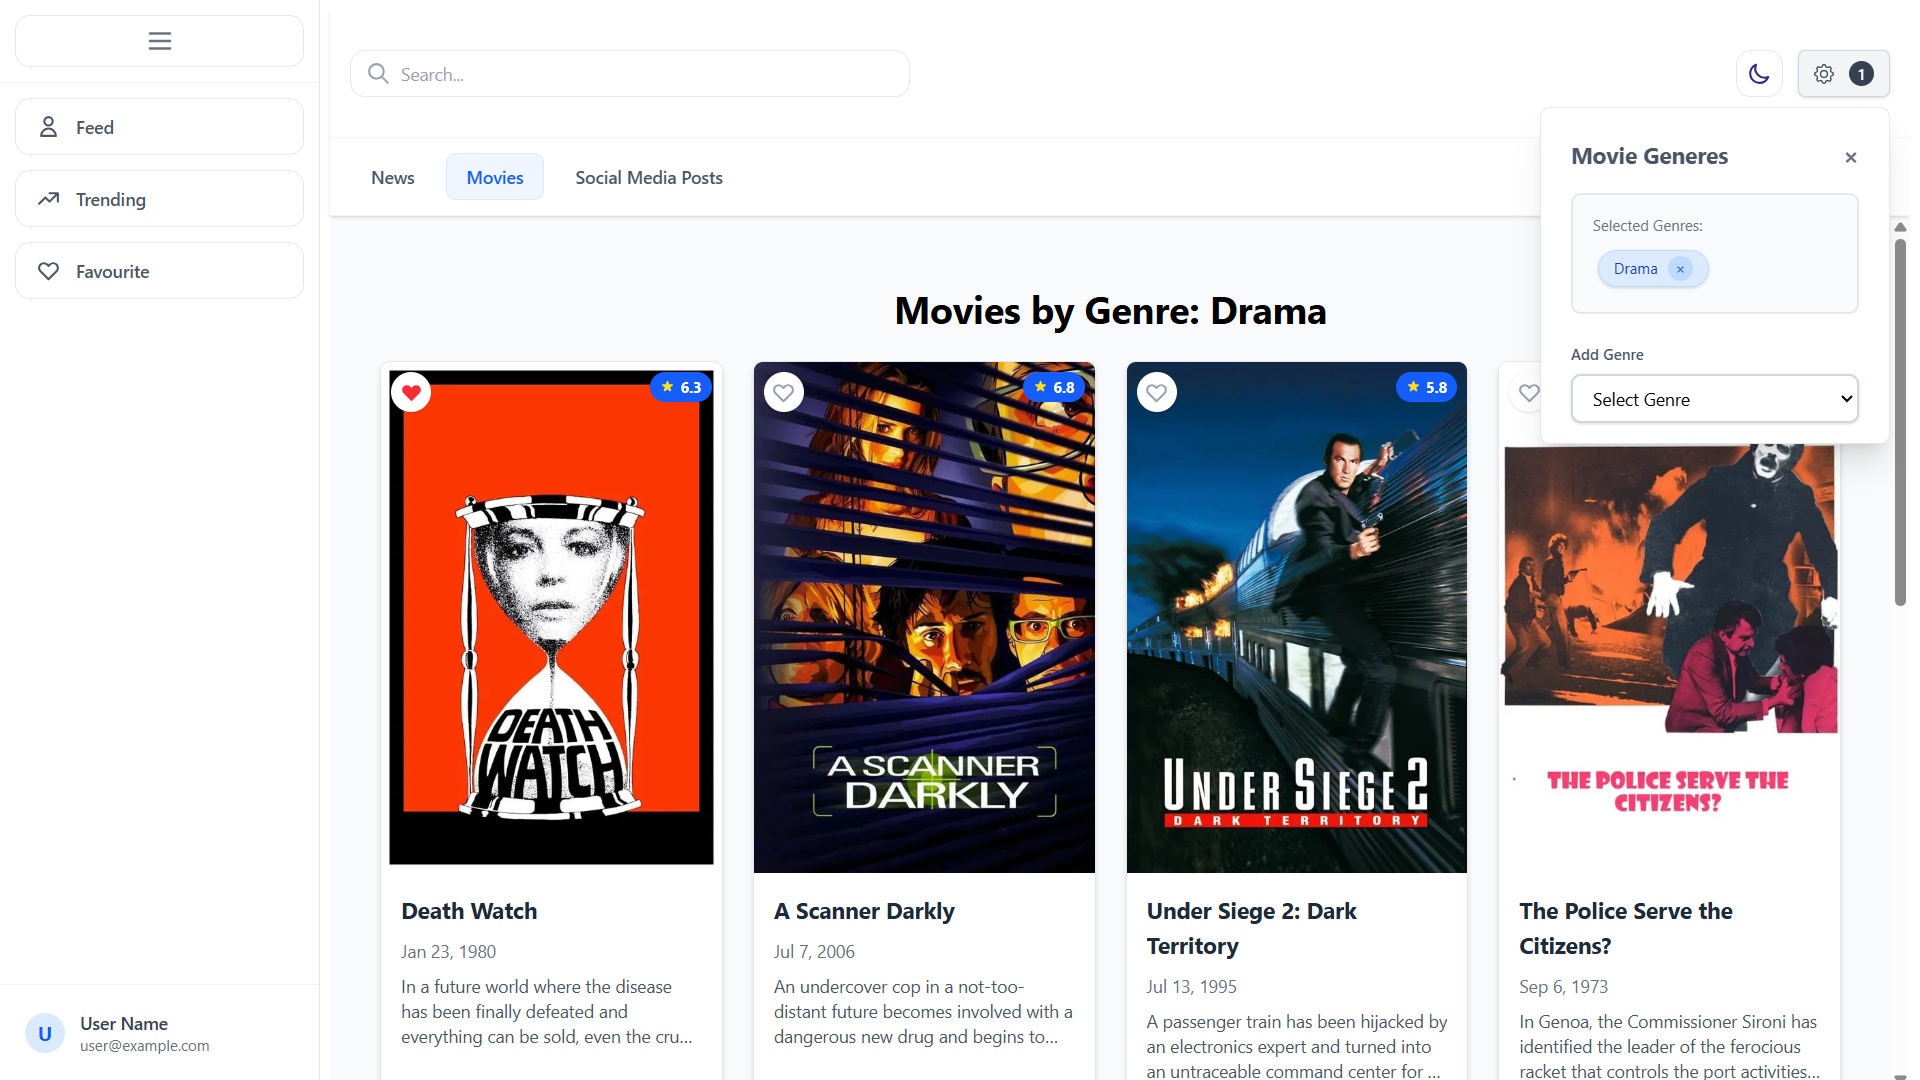 Feed
Trending
Favourite
U
User Name
user@example.com
Search...
1
News
Movies
Social Media Posts
Movie Generes
×
Selected Genres:
Drama ×
Add Genre
Select Genre
Movies by Genre: Drama
6.3
DEATH
WATCH
Death Watch
Jan 23, 1980
In a future world where the disease
has been finally defeated and
everything can be sold, even the cru...
6.8
A SCANNER
DARKLY
A Scanner Darkly
Jul 7, 2006
An undercover cop in a not-too-
distant future becomes involved with a
dangerous new drug and begins to...
5.8
UNDER SIEGE 2
DARK TERRITORY
Under Siege 2: Dark
Territory
Jul 13, 1995
A passenger train has been hijacked by
an electronics expert and turned into
an untraceable command center for ...
THE POLICE SERVE THE
CITIZENS?
The Police Serve the
Citizens?
Sep 6, 1973
In Genoa, the Commissioner Sironi has
identified the leader of the ferocious
racket that controls the port activities...